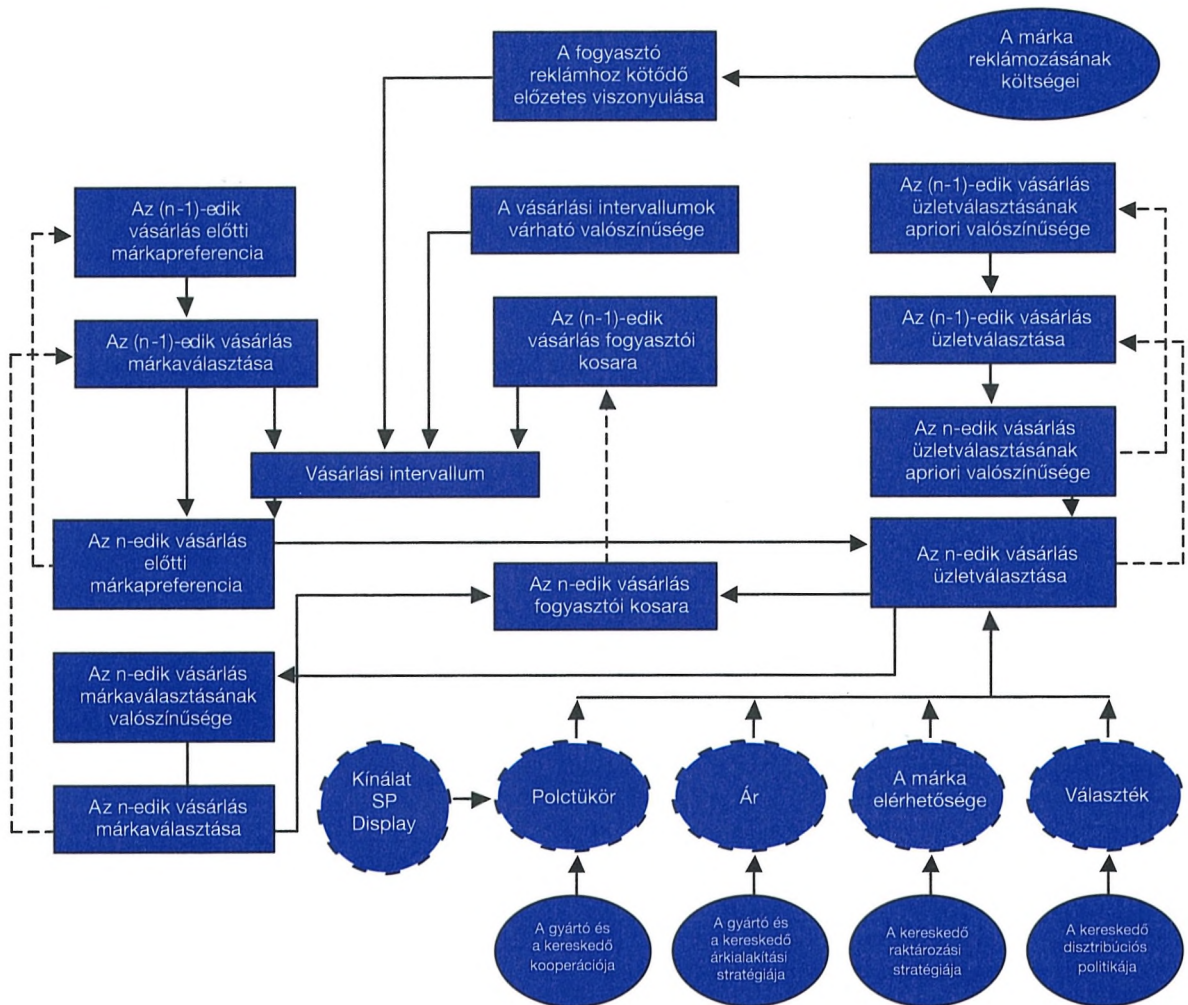 A fogyasztó
reklámhoz kötődő
előzetes viszonyulása
A márka
reklámozásának
költségei
Az (n-1)-edik
vásárlás előtti
márkapreferencia
A vásárlási intervallumok
várható valószínűsége
Az (n-1)-edik vásárlás
üzletválasztásának
apriori valószínűsége
Az (n-1)-edik vásárlás
márkaválasztása
Az (n-1)-edik
vásárlás fogyasztói
kosara
Az (n-1)-edik vásárlás
üzletválasztása
Az n-edik vásárlás
üzletválasztásának
apriori valószínűsége
Vásárlási intervallum
Az n-edik vásárlás
előtti
márkapreferencia
Az n-edik vásárlás
üzletválasztása
Az n-edik vásárlás
fogyasztói kosara
Az n-edik vásárlás
márkaválasztásának
valószínűsége
Az n-edik vásárlás
márkaválasztása
Kínálat
SP
Display
Polctükör
Ár
A márka
elérhetősége
Választék
A gyártó és
a kereskedő
kooperációja
A gyártó és
a kereskedő
árkialakítási
stratégiája
A kereskedő
raktározási
stratégiája
A kereskedő
disztribúciós
politikája